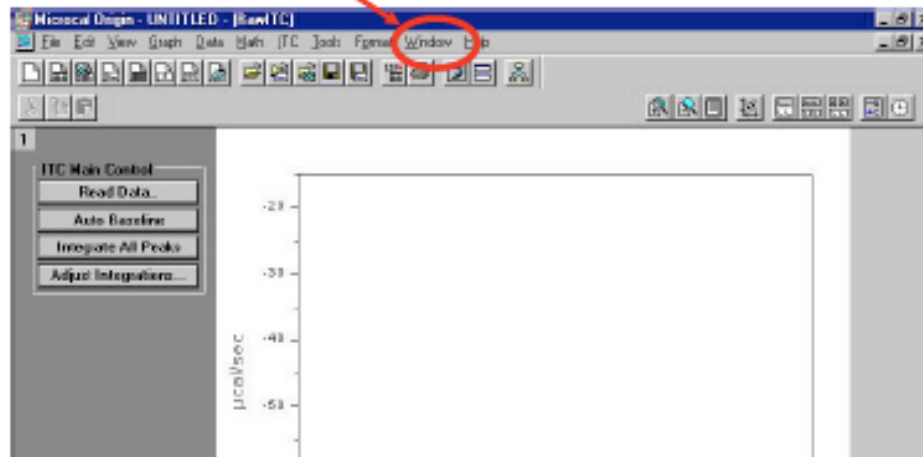 Microcal Origin - UNTITLED - [RawITC]
File Edit View Graph Data Math ITC Tools Format Window Help
1
ITC Main Control
Read Data..
Auto Baseline
Integrate All Peaks
Adjust Integrations...
-20
-30
-40
-50
µcal/sec